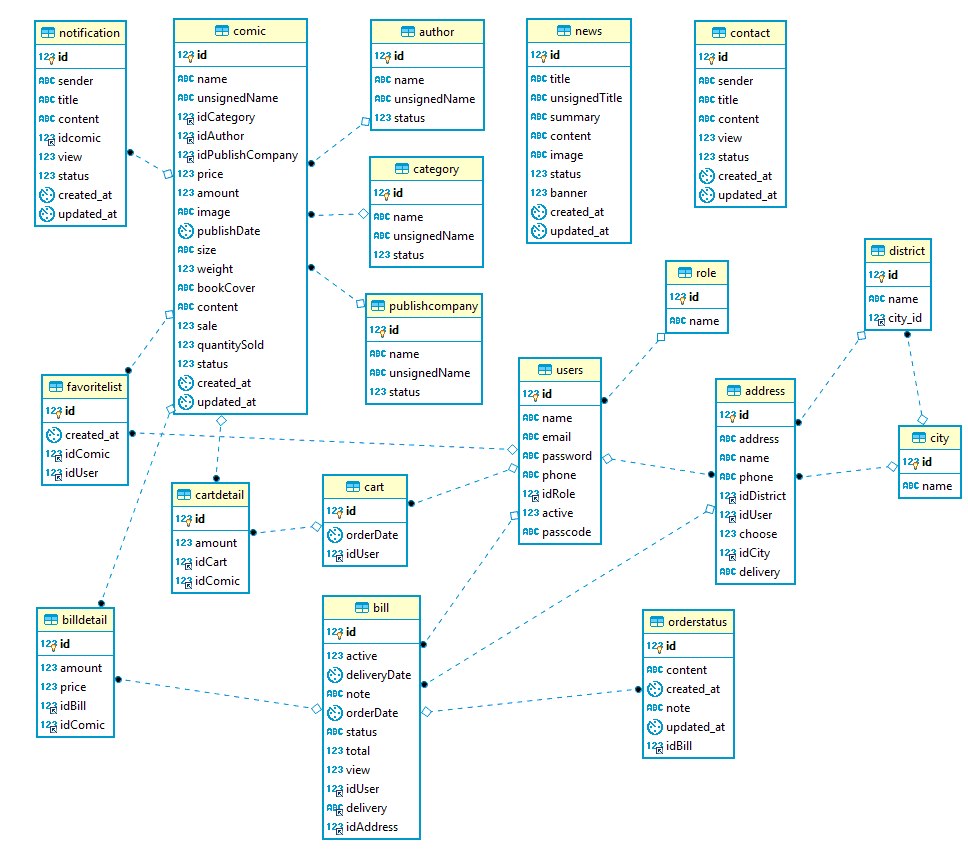 notification
123 id
ABC sender
ABC title
ABC content
123 idcomic
123 view
123 status
created_at
updated_at
comic
123 id
ABC name
ABC unsignedName
123 idCategory
123 idAuthor
123 idPublishCompany
123 price
123 amount
ABC image
publishDate
ABC size
123 weight
ABC bookCover
ABC content
123 sale
123 quantitySold
123 status
created_at
updated_at
author
123 id
ABC name
ABC unsignedName
123 status
category
123 id
ABC name
ABC unsignedName
123 status
publishcompany
123 id
ABC name
ABC unsignedName
123 status
news
123 id
ABC title
ABC unsignedTitle
ABC summary
ABC content
ABC image
123 status
123 banner
created_at
updated_at
contact
123 id
ABC sender
ABC title
ABC content
123 view
123 status
created_at
updated_at
role
123 id
ABC name
district
123 id
ABC name
123 city_id
favoritelist
123 id
created_at
123 idComic
123 idUser
users
123 id
ABC name
ABC email
ABC password
ABC phone
123 idRole
123 active
ABC passcode
address
123 id
ABC address
ABC name
ABC phone
123 idDistrict
123 idUser
123 choose
123 idCity
ABC delivery
city
123 id
ABC name
cartdetail
123 id
123 amount
123 idCart
123 idComic
cart
123 id
orderDate
123 idUser
billdetail
123 id
123 amount
123 price
123 idBill
123 idComic
bill
123 id
123 active
deliveryDate
ABC note
orderDate
ABC status
123 total
123 view
123 idUser
ABC delivery
123 idAddress
orderstatus
123 id
ABC content
created_at
ABC note
updated_at
123 idBill